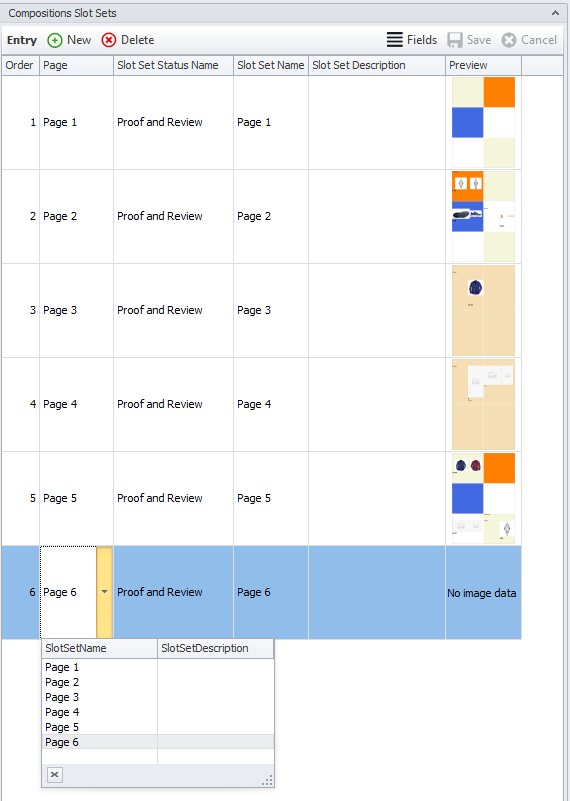 Compositions Slot Sets
Entry New Delete Fields Save Cancel
Order Page Slot Set Status Name Slot Set Name Slot Set Description Preview
1 Page 1 Proof and Review Page 1
2 Page 2 Proof and Review Page 2
3 Page 3 Proof and Review Page 3
4 Page 4 Proof and Review Page 4
5 Page 5 Proof and Review Page 5
6 Page 6 Proof and Review Page 6 No image data
SlotSetName SlotSetDescription
Page 1
Page 2
Page 3
Page 4
Page 5
Page 6